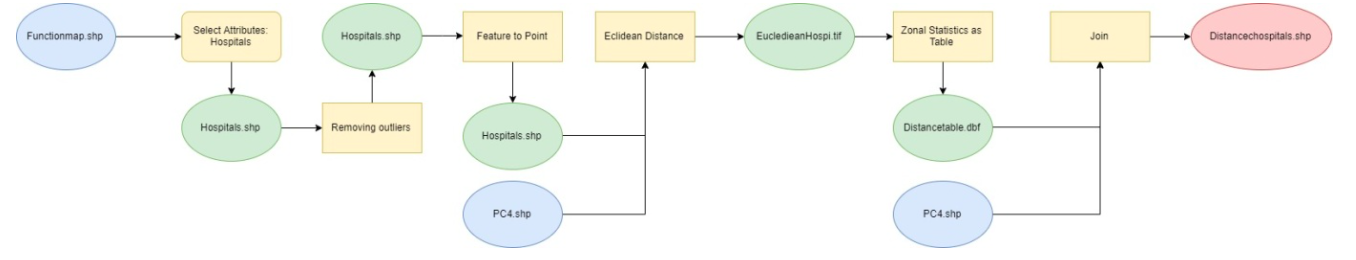 Functionmap.shp
Select Attributes:
Hospitals
Hospitals.shp
Removing outliers
Hospitals.shp
Feature to Point
Hospitals.shp
PC4.shp
Eclidean Distance
EucledieanHospi.tif
Zonal Statistics as
Table
Distancetable.dbf
PC4.shp
Join
Distancechospitals.shp